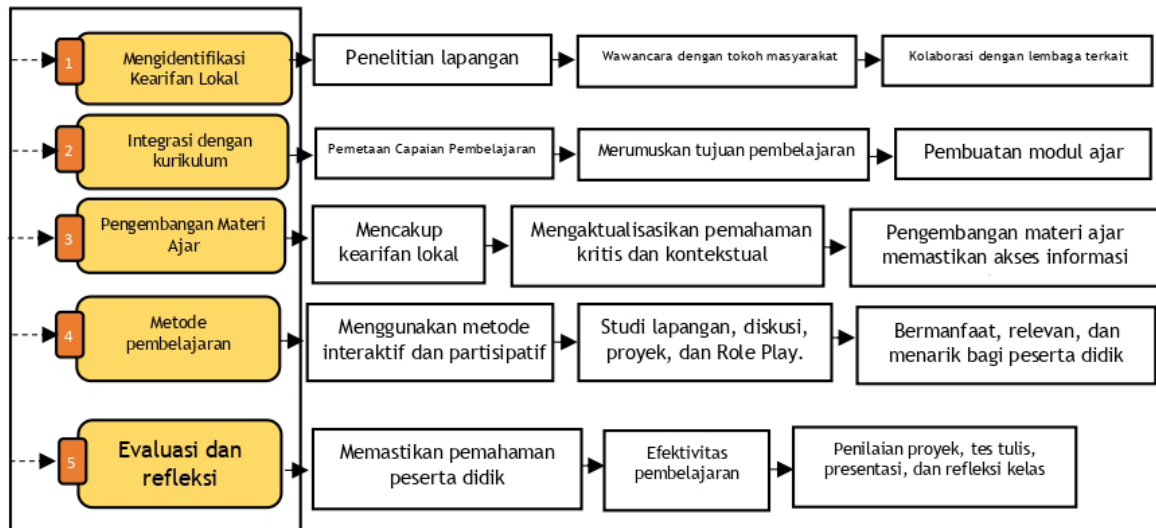 1
Mengidentifikasi
Kearifan Lokal
Penelitian lapangan
Wawancara dengan tokoh masyarakat
Kolaborasi dengan lembaga terkait
2
Integrasi dengan
kurikulum
Pemetaan Capaian Pembelajaran
Merumuskan tujuan pembelajaran
Pembuatan modul ajar
3
Pengembangan Materi
Ajar
Mencakup
kearifan lokal
Mengaktualisasikan pemahaman
kritis dan kontekstual
Pengembangan materi ajar
memastikan akses informasi
4
Metode
pembelajaran
Menggunakan metode
interaktif dan partisipatif
Studi lapangan, diskusi,
proyek, dan Role Play.
Bermanfaat, relevan, dan
menarik bagi peserta didik
5
Evaluasi dan
refleksi
Memastikan pemahaman
peserta didik
Efektivitas
pembelajaran
Penilaian proyek, tes tulis,
presentasi, dan refleksi kelas